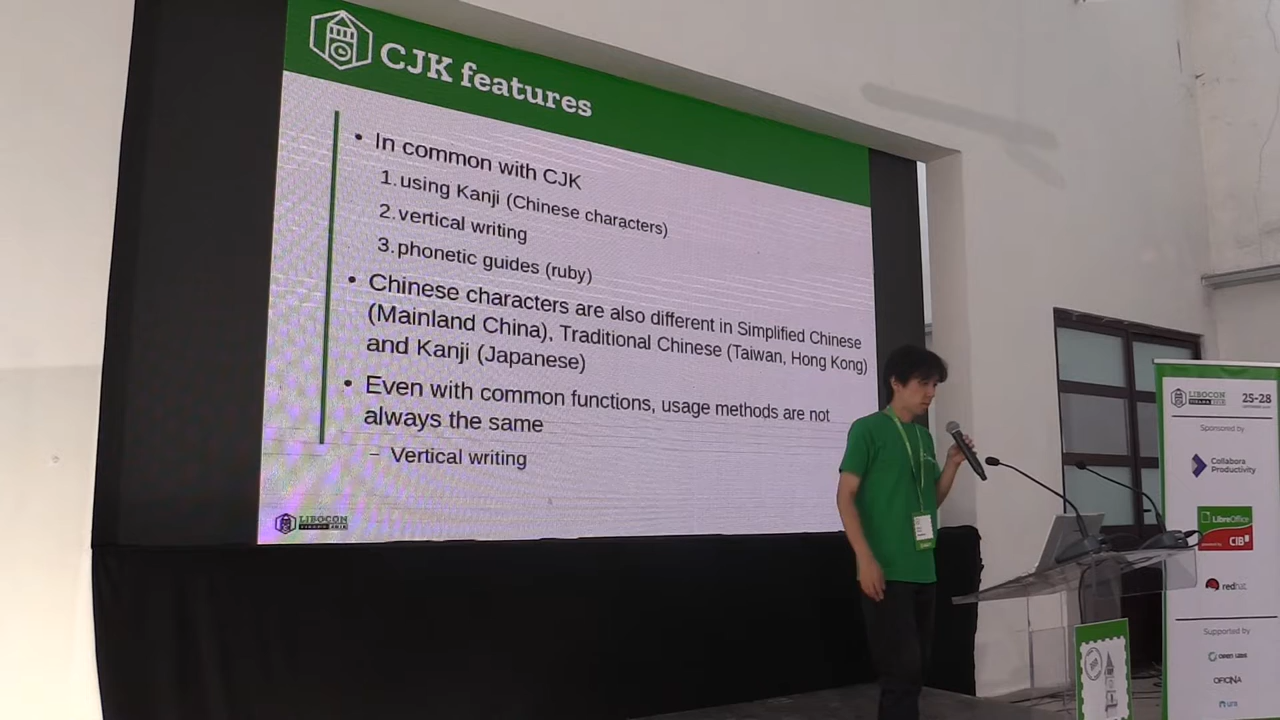 CJK features
• In common with CJK
1. using Kanji (Chinese characters)
2. vertical writing
3. phonetic guides (ruby)
• Chinese characters are also different in Simplified Chinese
(Mainland China), Traditional Chinese (Taiwan, Hong Kong)
and Kanji (Japanese)
• Even with common functions, usage methods are not
always the same
– Vertical writing
LIBOCON
LIBOCON
25-28
Sponsored by
Collabora
Productivity
LibreOffice
CIB
Supported by
OFICINA